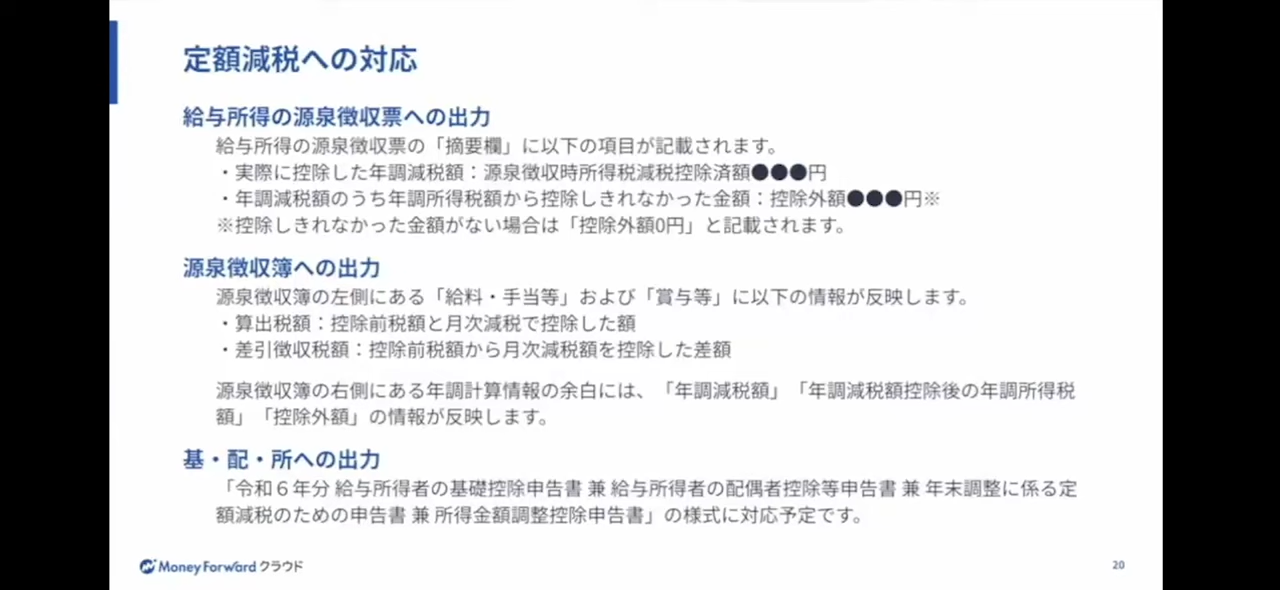 定額減税への対応
給与所得の源泉徴収票への出力
給与所得の源泉徴収票の「摘要欄」に以下の項目が記載されます。
・実際に控除した年調減税額：源泉徴収時所得税減税控除済額●●●円
・年調減税額のうち年調所得税額から控除しきれなかった金額：控除外額●●●円※
※控除しきれなかった金額がない場合は「控除外額0円」と記載されます。
源泉徴収簿への出力
源泉徴収簿の左側にある「給料・手当等」および「賞与等」に以下の情報が反映します。
・算出税額：控除前税額と月次減税で控除した額
・差引徴収税額：控除前税額から月次減税額を控除した差額
源泉徴収簿の右側にある年調計算情報の余白には、「年調減税額」「年調減税額控除後の年調所得税
額」「控除外額」の情報が反映します。
基・配・所への出力
「令和６年分 給与所得者の基礎控除申告書 兼 給与所得者の配偶者控除等申告書 兼 年末調整に係る定
額減税のための申告書 兼 所得金額調整控除申告書」の様式に対応予定です。
Money Forward クラウド
20